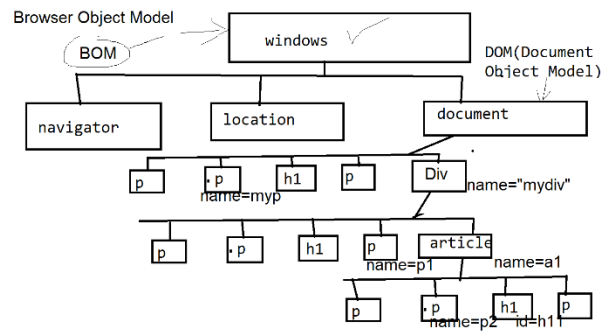 Browser Object Model
BOM
windows
DOM(Document
Object Model)
navigator
location
document
p
.p
h1
p
Div
name=myp
name="mydiv"
p
.p
h1
p
article
name=p1
name=a1
p
.p
h1
p
name=p2
id=h11